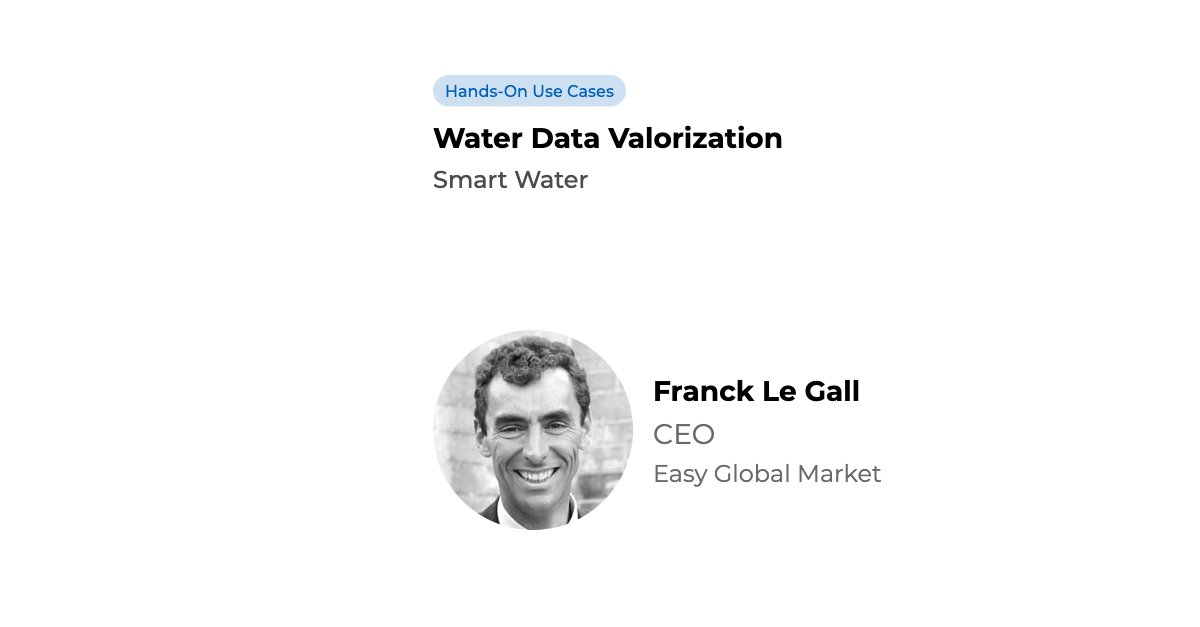 Hands-On Use Cases
Water Data Valorization
Smart Water
Franck Le Gall
CEO
Easy Global Market